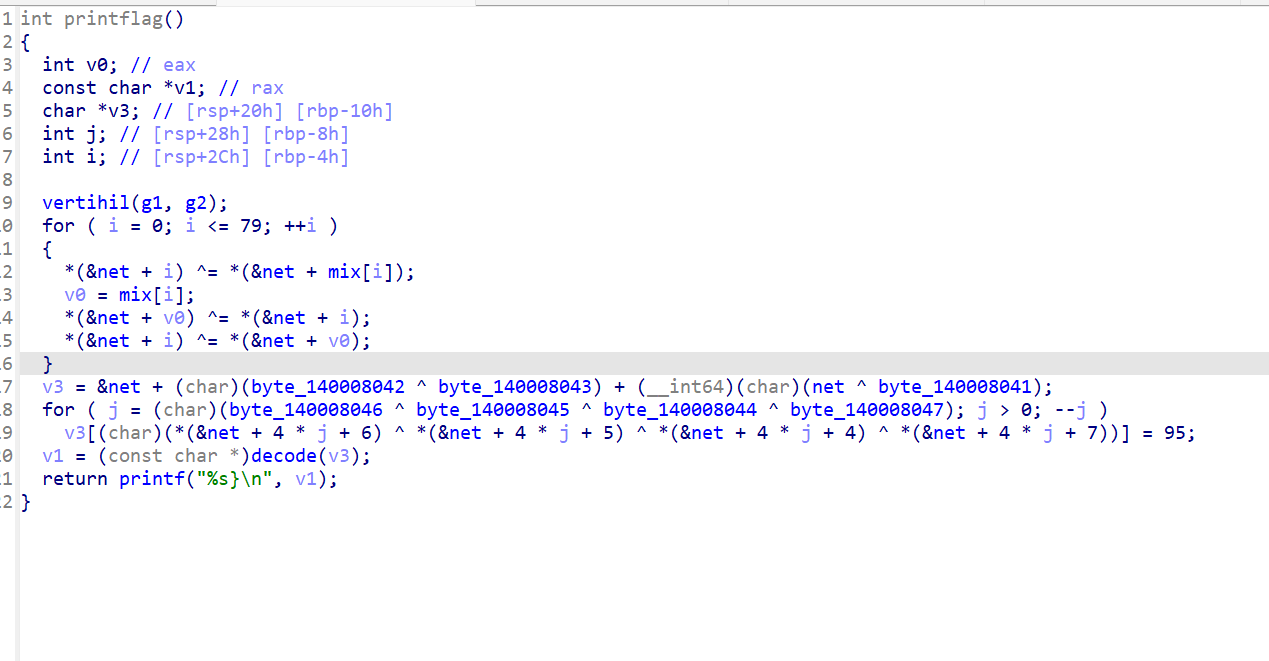 1 int printflag()
2 {
3   int v0; // eax
4   const char *v1; // rax
5   char *v3; // [rsp+20h] [rbp-10h]
6   int j; // [rsp+28h] [rbp-8h]
7   int i; // [rsp+2Ch] [rbp-4h]
8
9   vertihil(g1, g2);
0   for ( i = 0; i <= 79; ++i )
1   {
2     *(&net + i) ^= *(&net + mix[i]);
3     v0 = mix[i];
4     *(&net + v0) ^= *(&net + i);
5     *(&net + i) ^= *(&net + v0);
6   }
7   v3 = &net + (char)(byte_140008042 ^ byte_140008043) + (__int64)(char)(net ^ byte_140008041);
8   for ( j = (char)(byte_140008046 ^ byte_140008045 ^ byte_140008044 ^ byte_140008047); j > 0; --j )
9     v3[(char)(*(&net + 4 * j + 6) ^ *(&net + 4 * j + 5) ^ *(&net + 4 * j + 4) ^ *(&net + 4 * j + 7))] = 95;
0   v1 = (const char *)decode(v3);
1   return printf("%s}\n", v1);
2 }